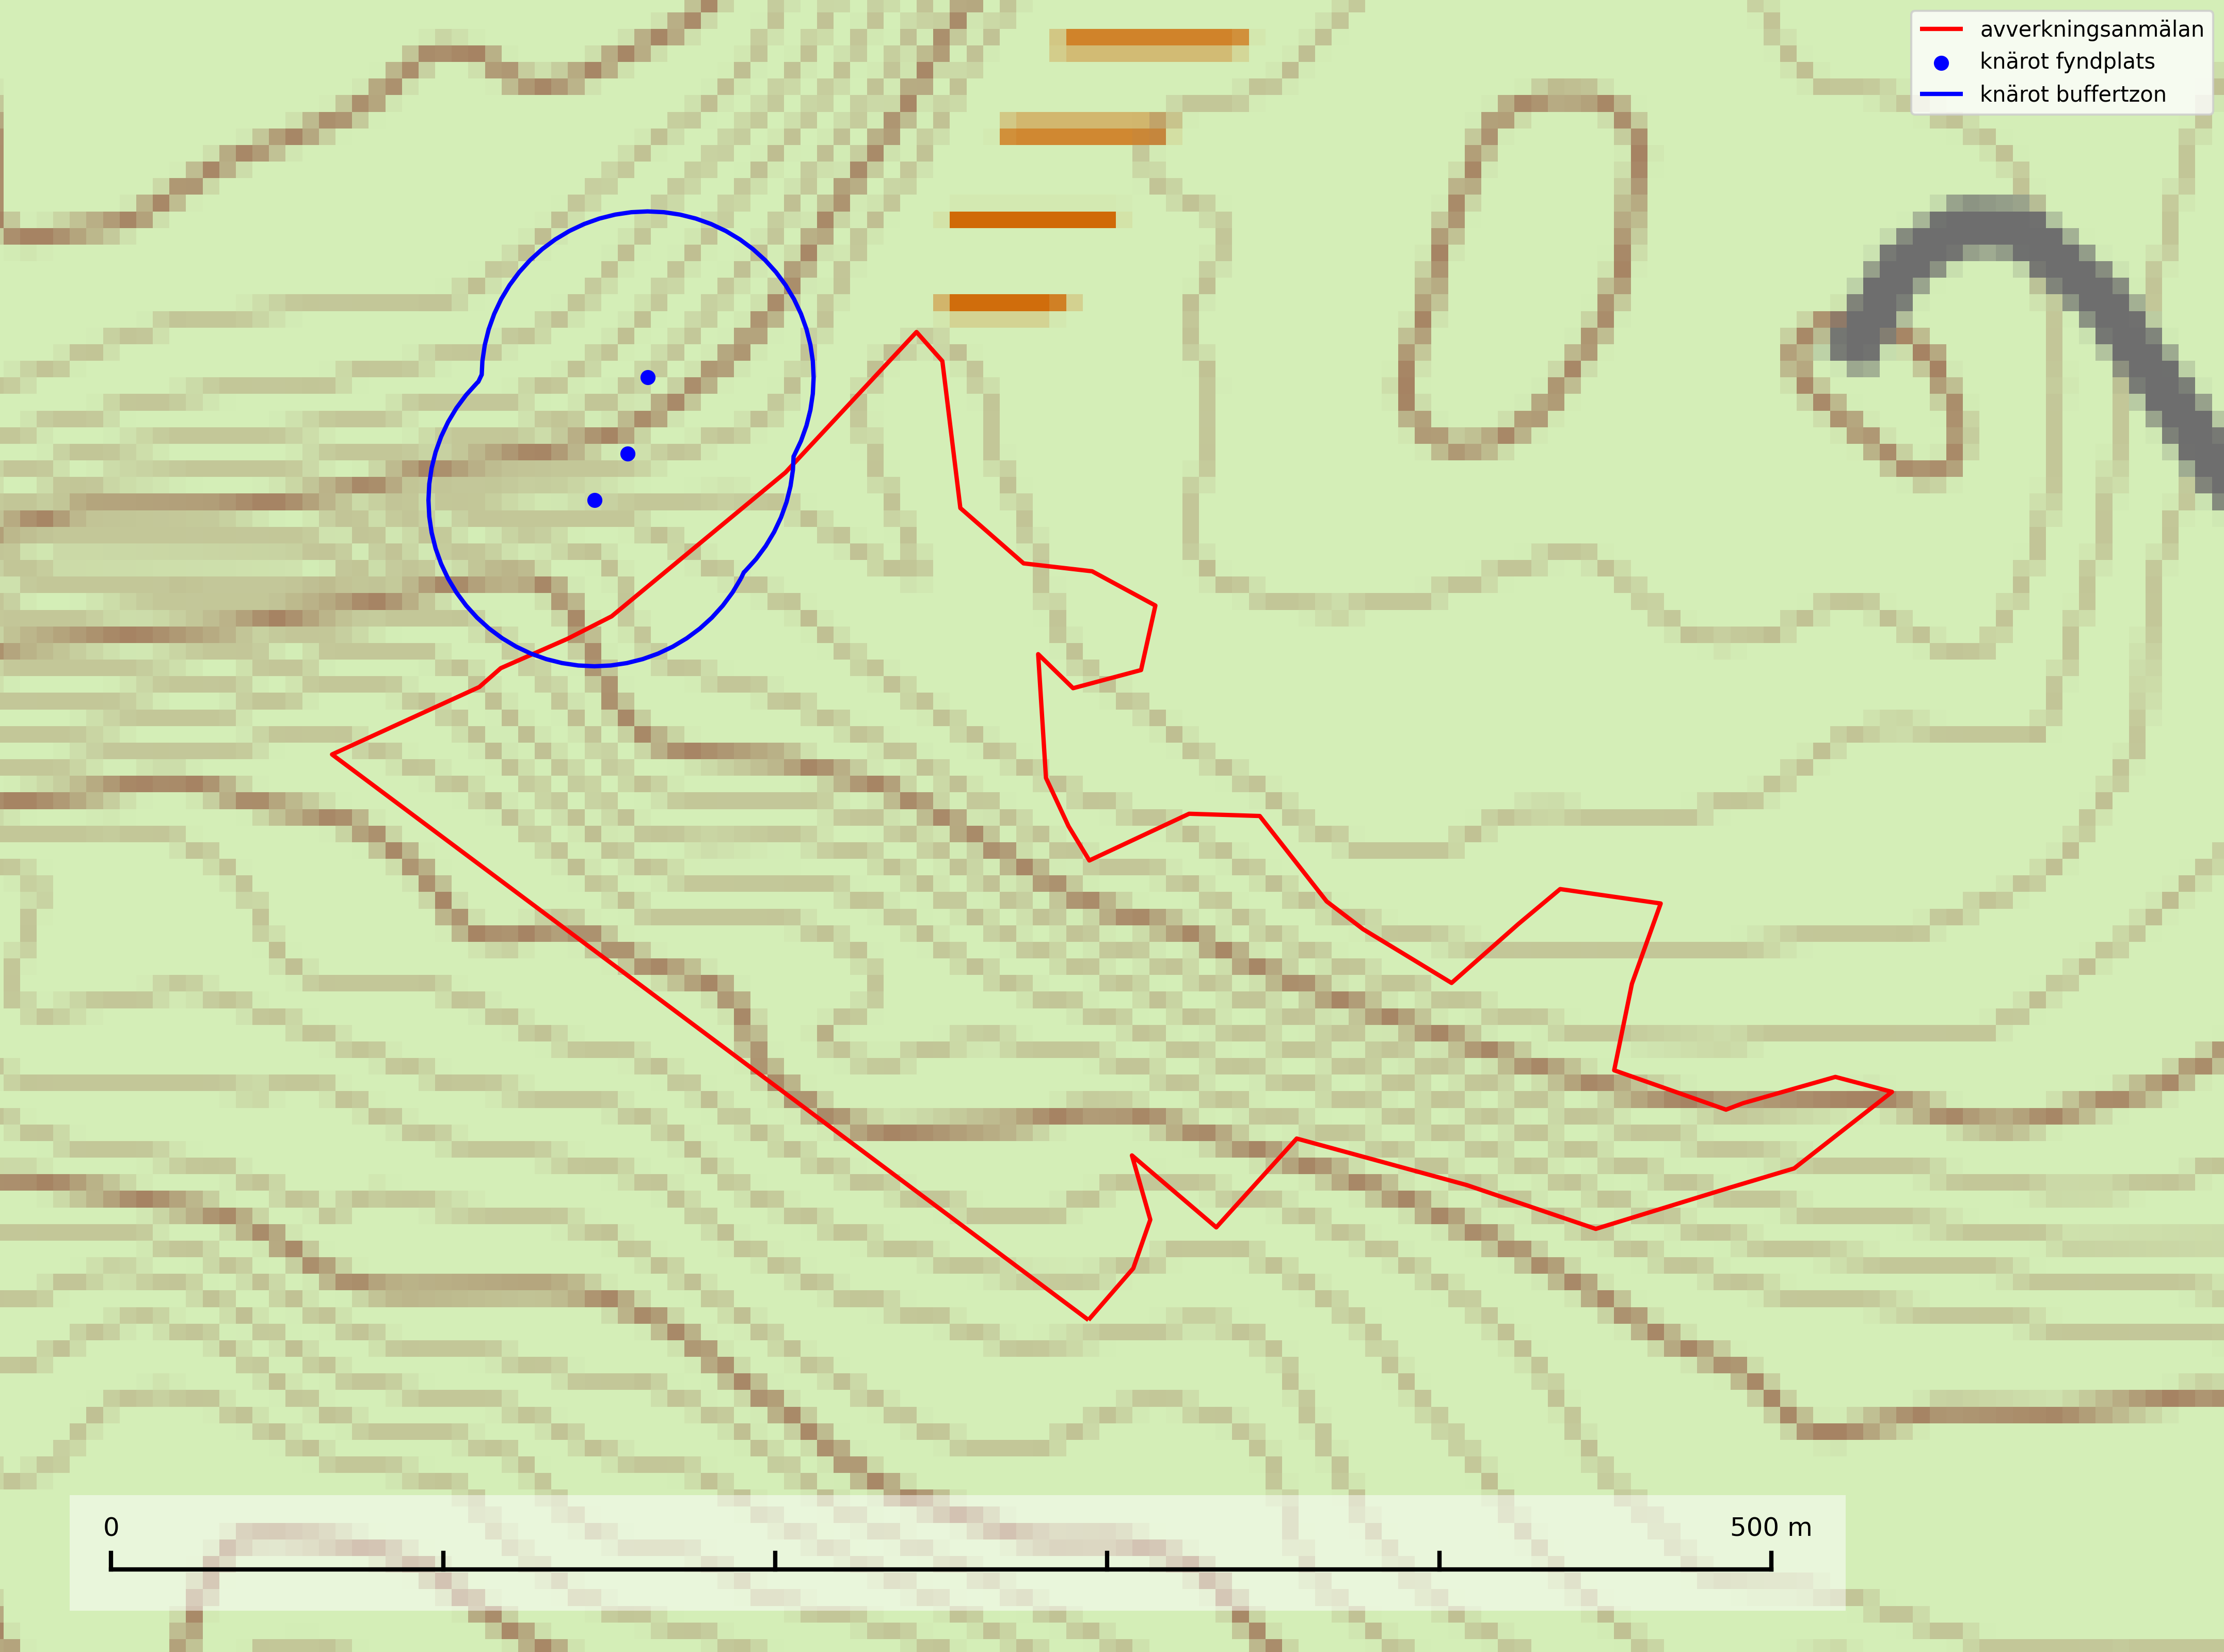 avverkningsanmälan
knärot fyndplats
knärot buffertzon
0
500 m